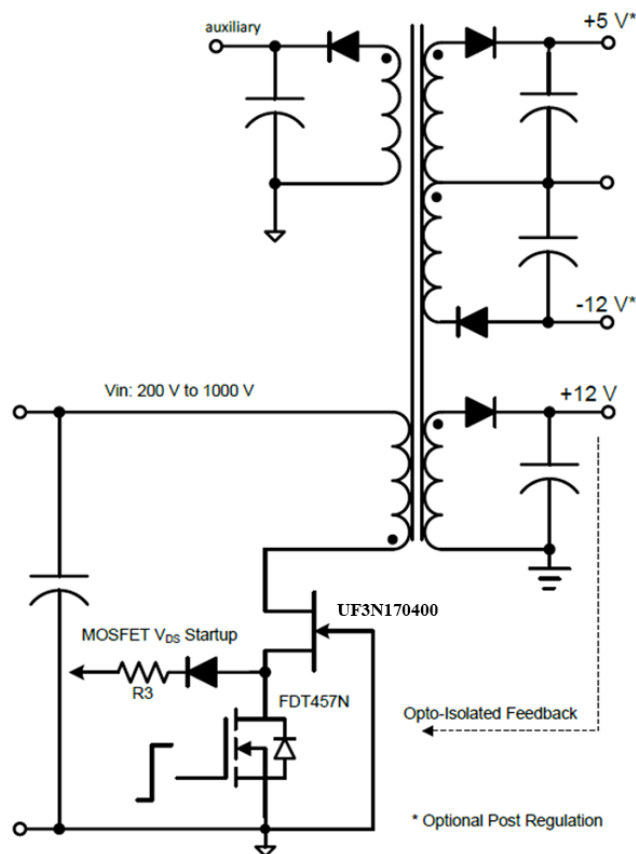 auxiliary
+5 V*
-12 V*
Vin: 200 V to 1000 V
+12 V
UF3N170400
MOSFET VDS Startup
R3
FDT457N
Opto-Isolated Feedback
* Optional Post Regulation